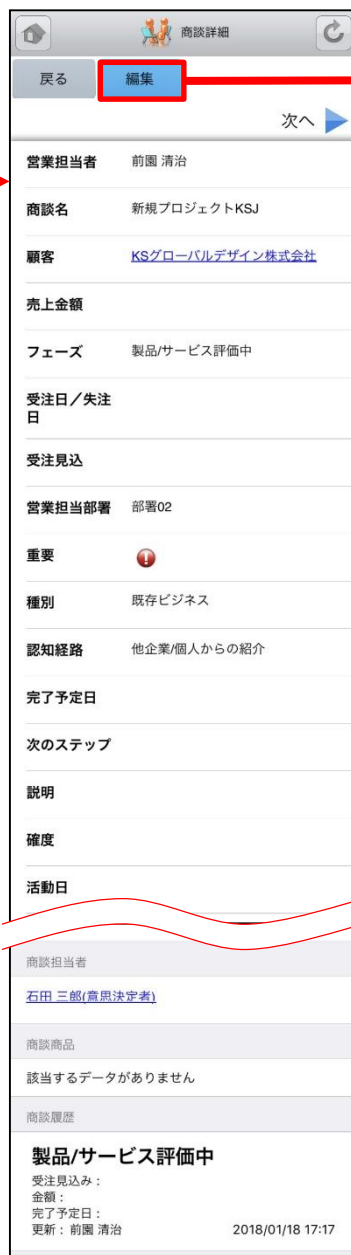 商談詳細
戻る 編集
次へ
営業担当者 前園 清治
商談名 新規プロジェクトKSJ
顧客 KSグローバルデザイン株式会社
売上金額
フェーズ 製品/サービス評価中
受注日／失注
日
受注見込
営業担当部署 部署02
重要
種別 既存ビジネス
認知経路 他企業/個人からの紹介
完了予定日
次のステップ
説明
確度
活動日
商談担当者
石田 三郎(意思決定者)
商談商品
該当するデータがありません
商談履歴
製品/サービス評価中
受注見込み：
金額：
完了予定日：
更新：前園 清治 2018/01/18 17:17